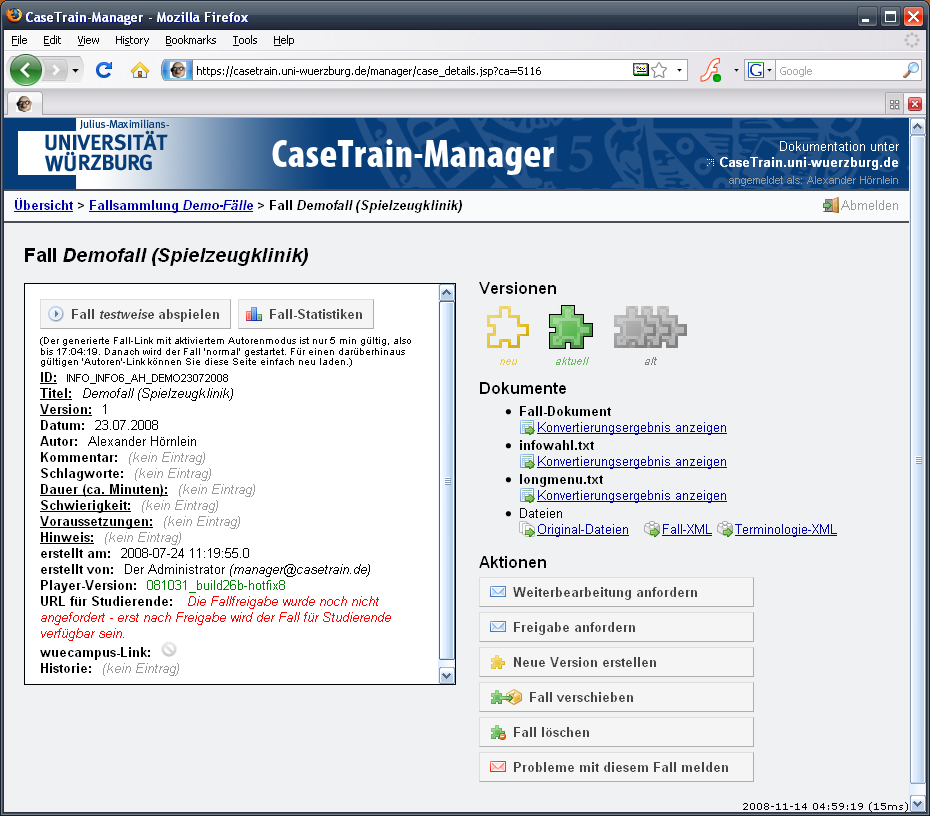 CaseTrain-Manager - Mozilla Firefox
File Edit View History Bookmarks Tools Help
https://casetrain.uni-wuerzburg.de/manager/case_details.jsp?ca=5116
Google
Julius-Maximilians-
UNIVERSITÄT
WÜRZBURG
CaseTrain-Manager
Dokumentation unter
CaseTrain.uni-wuerzburg.de
angemeldet als: Alexander Hörnlein
Übersicht > Fallsammlung Demo-Fälle > Fall Demofall (Spielzeugklinik)
Abmelden
Fall Demofall (Spielzeugklinik)
Fall testweise abspielen
Fall-Statistiken
(Der generierte Fall-Link mit aktiviertem Autorenmodus ist nur 5 min gültig, also
bis 17:04:19. Danach wird der Fall 'normal' gestartet. Für einen darüberhinaus
gültigen 'Autoren'-Link können Sie diese Seite einfach neu laden.)
ID: INFO_INFO6_AH_DEMO23072008
Titel: Demofall (Spielzeugklinik)
Version: 1
Datum: 23.07.2008
Autor: Alexander Hörnlein
Kommentar: (kein Eintrag)
Schlagworte: (kein Eintrag)
Dauer (ca. Minuten): (kein Eintrag)
Schwierigkeit: (kein Eintrag)
Voraussetzungen: (kein Eintrag)
Hinweis: (kein Eintrag)
erstellt am: 2008-07-24 11:19:55.0
erstellt von: Der Administrator (manager@casetrain.de)
Player-Version: 081031_build26b-hotfix8
URL für Studierende: Die Fallfreigabe wurde noch nicht
angefordert - erst nach Freigabe wird der Fall für Studierende
verfügbar sein.
wuecampus-Link:
Historie: (kein Eintrag)
Versionen
neu aktuell alt
Dokumente
Fall-Dokument
Konvertierungsergebnis anzeigen
infowahl.txt
Konvertierungsergebnis anzeigen
longmenu.txt
Konvertierungsergebnis anzeigen
Dateien
Original-Dateien Fall-XML Terminologie-XML
Aktionen
Weiterbearbeitung anfordern
Freigabe anfordern
Neue Version erstellen
Fall verschieben
Fall löschen
Probleme mit diesem Fall melden
2008-11-14 04:59:19 (15ms)